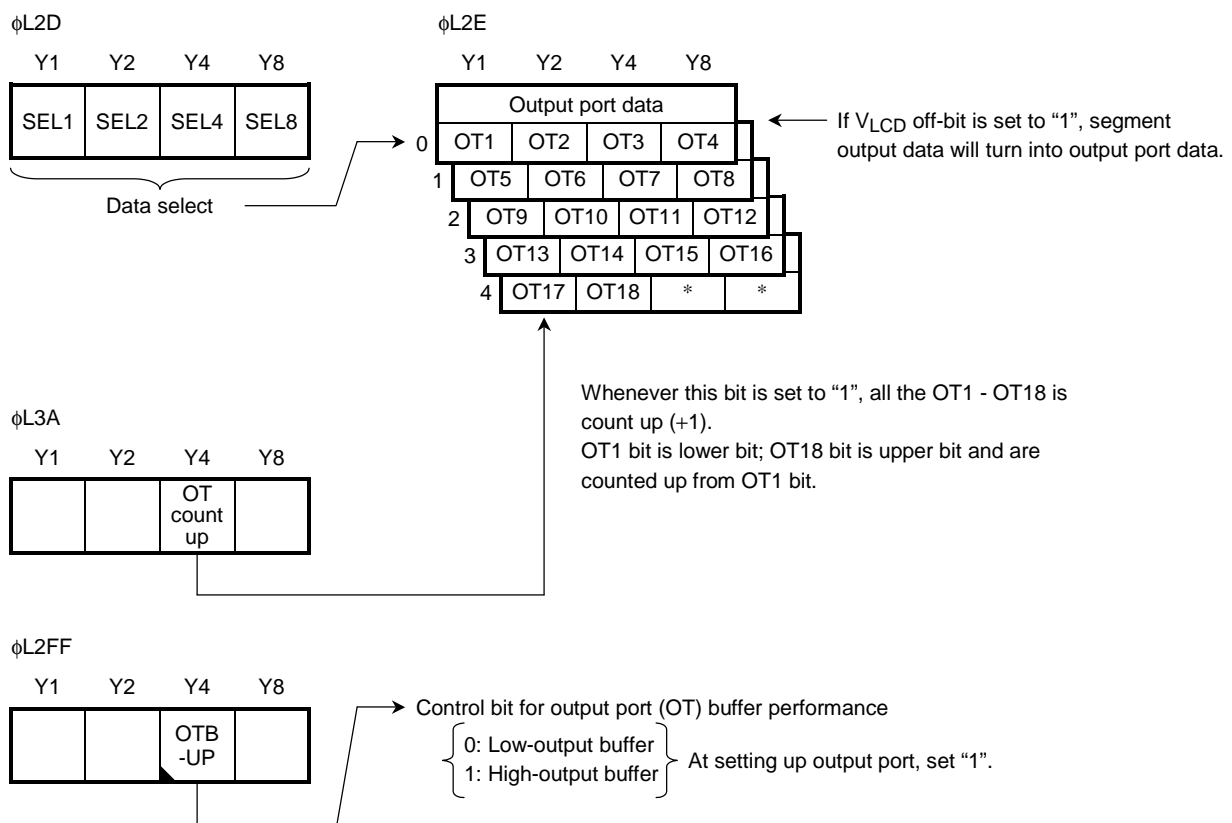 φL2D
Y1 Y2 Y4 Y8
SEL1 SEL2 SEL4 SEL8
Data select
φL2E
Y1 Y2 Y4 Y8
Output port data
0 OT1 OT2 OT3 OT4
1 OT5 OT6 OT7 OT8
2 OT9 OT10 OT11 OT12
3 OT13 OT14 OT15 OT16
4 OT17 OT18 * *
If VLCD off-bit is set to “1”, segment
output data will turn into output port data.
Whenever this bit is set to “1”, all the OT1 - OT18 is
count up (+1).
OT1 bit is lower bit; OT18 bit is upper bit and are
counted up from OT1 bit.
φL3A
Y1 Y2 Y4 Y8
OT
count
up
φL2FF
Y1 Y2 Y4 Y8
OTB
-UP
Control bit for output port (OT) buffer performance
0: Low-output buffer
1: High-output buffer
At setting up output port, set “1”.